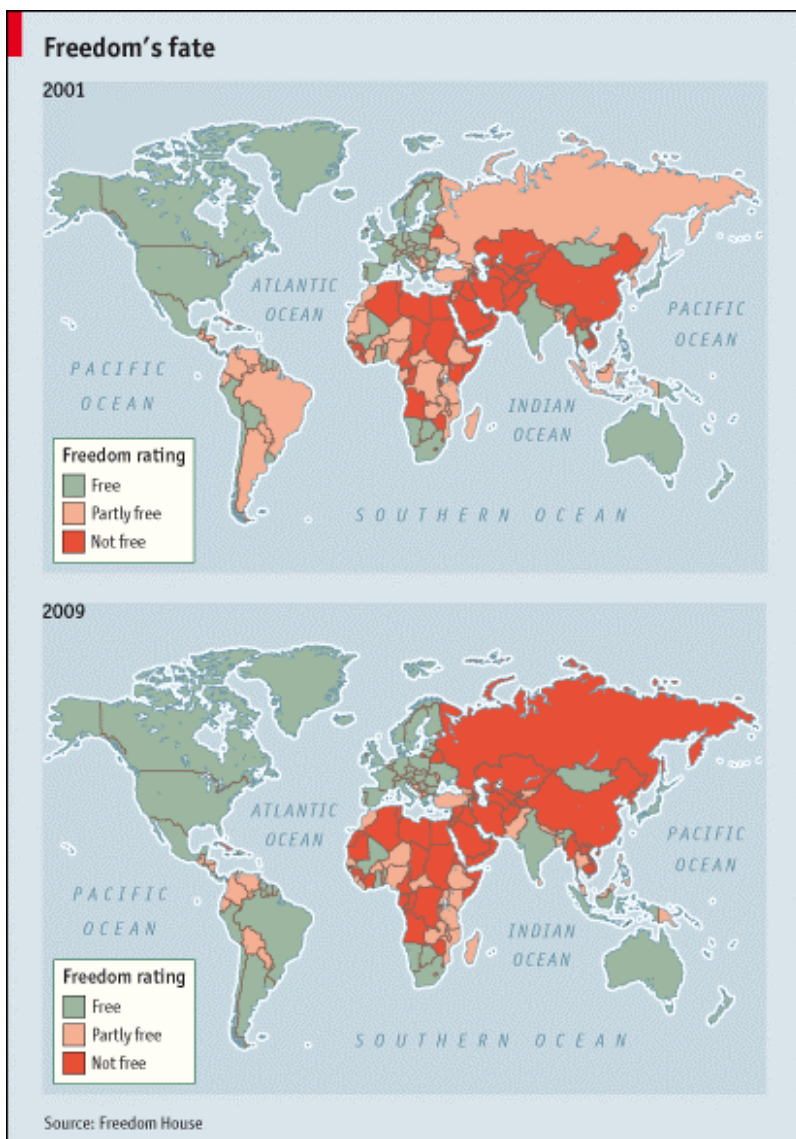 Freedom's fate
2001
ATLANTIC
OCEAN
PACIFIC
OCEAN
PACIFIC
OCEAN
INDIAN
OCEAN
Freedom rating
Free
Partly free
Not free
SOUTHERN OCEAN
2009
ATLANTIC
OCEAN
PACIFIC
OCEAN
PACIFIC
OCEAN
INDIAN
OCEAN
Freedom rating
Free
Partly free
Not free
SOUTHERN OCEAN
Source: Freedom House